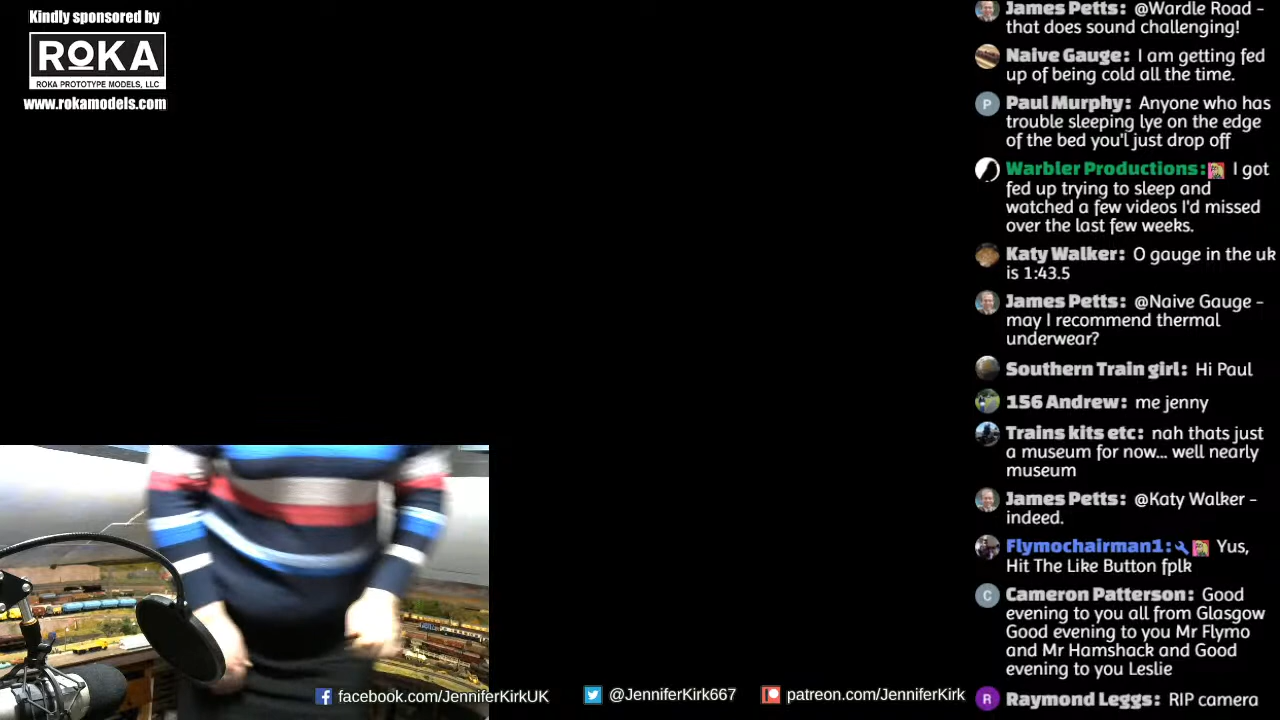 Kindly sponsored by
ROKA
ROKA PROTOTYPE MODELS, LLC
www.rokamodels.com
James Petts: @Wardle Road -
that does sound challenging!
Naive Gauge: I am getting fed
up of being cold all the time.
P Paul Murphy: Anyone who has
trouble sleeping lye on the edge
of the bed you'l just drop off
Warbler Productions: I got
fed up trying to sleep and
watched a few videos I'd missed
over the last few weeks.
Katy Walker: O gauge in the uk
is 1:43.5
James Petts: @Naive Gauge -
may I recommend thermal
underwear?
Southern Train girl: Hi Paul
156 Andrew: me jenny
Trains kits etc: nah thats just
a museum for now... well nearly
museum
James Petts: @Katy Walker -
indeed.
Flymochairman1: Yus,
Hit The Like Button fplk
C Cameron Patterson: Good
evening to you all from Glasgow
Good evening to you Mr Flymo
and Mr Hamshack and Good
evening to you Leslie
R Raymond Leggs: RIP camera
facebook.com/JenniferKirkUK @JenniferKirk667 patreon.com/JenniferKirk